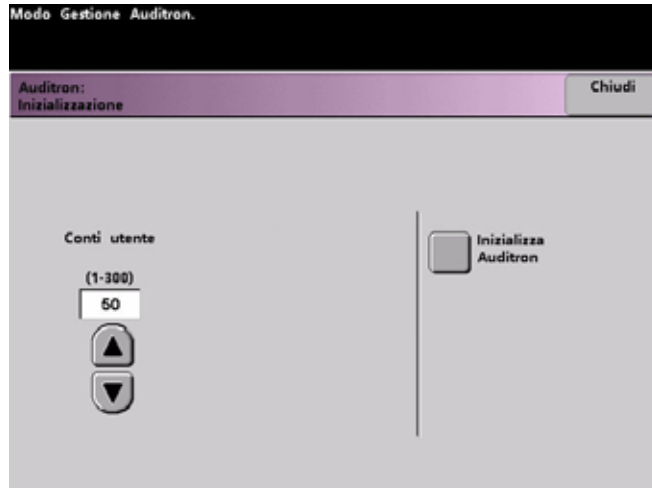 Modo Gestione Auditron.
Auditron:
Inizializzazione
Chiudi
Conti utente
(1-300)
50
Inizializza
Auditron